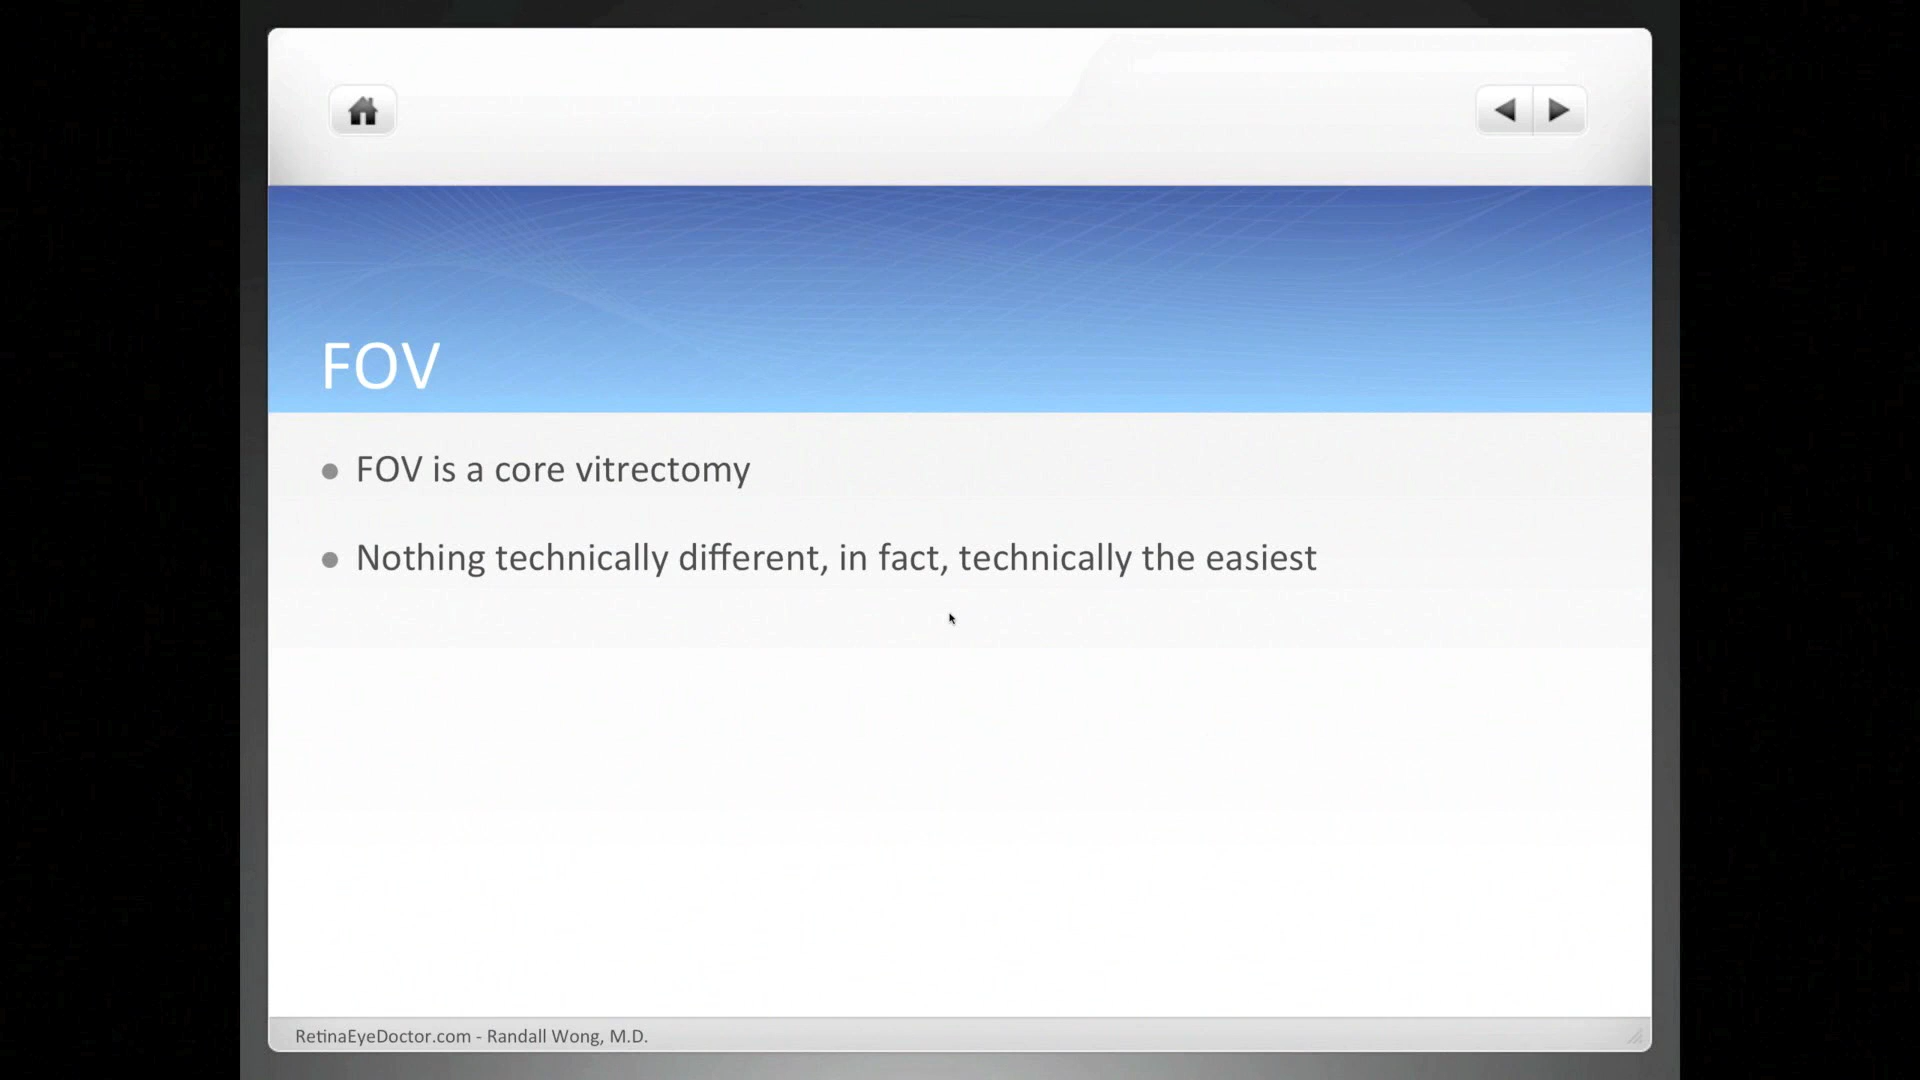 FOV
FOV is a core vitrectomy
Nothing technically different, in fact, technically the easiest
RetinaEyeDoctor.com - Randall Wong, M.D.